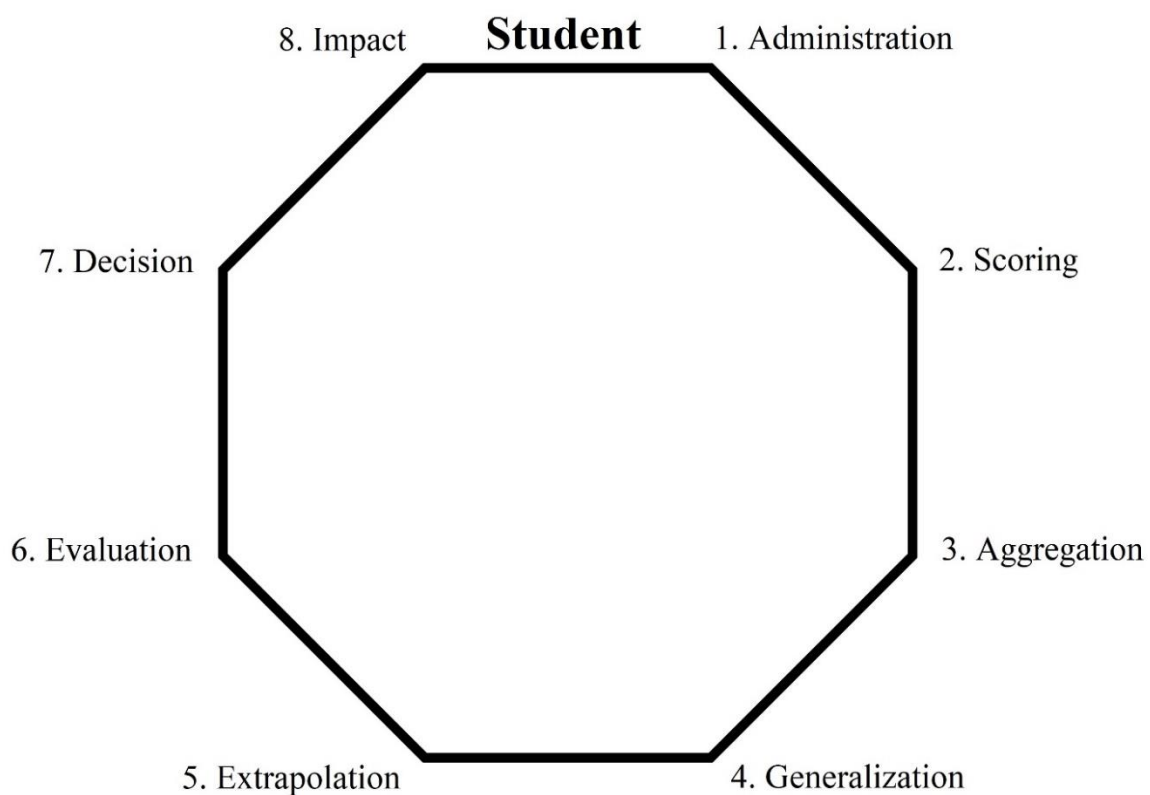 Student
1. Administration
2. Scoring
3. Aggregation
4. Generalization
5. Extrapolation
6. Evaluation
7. Decision
8. Impact